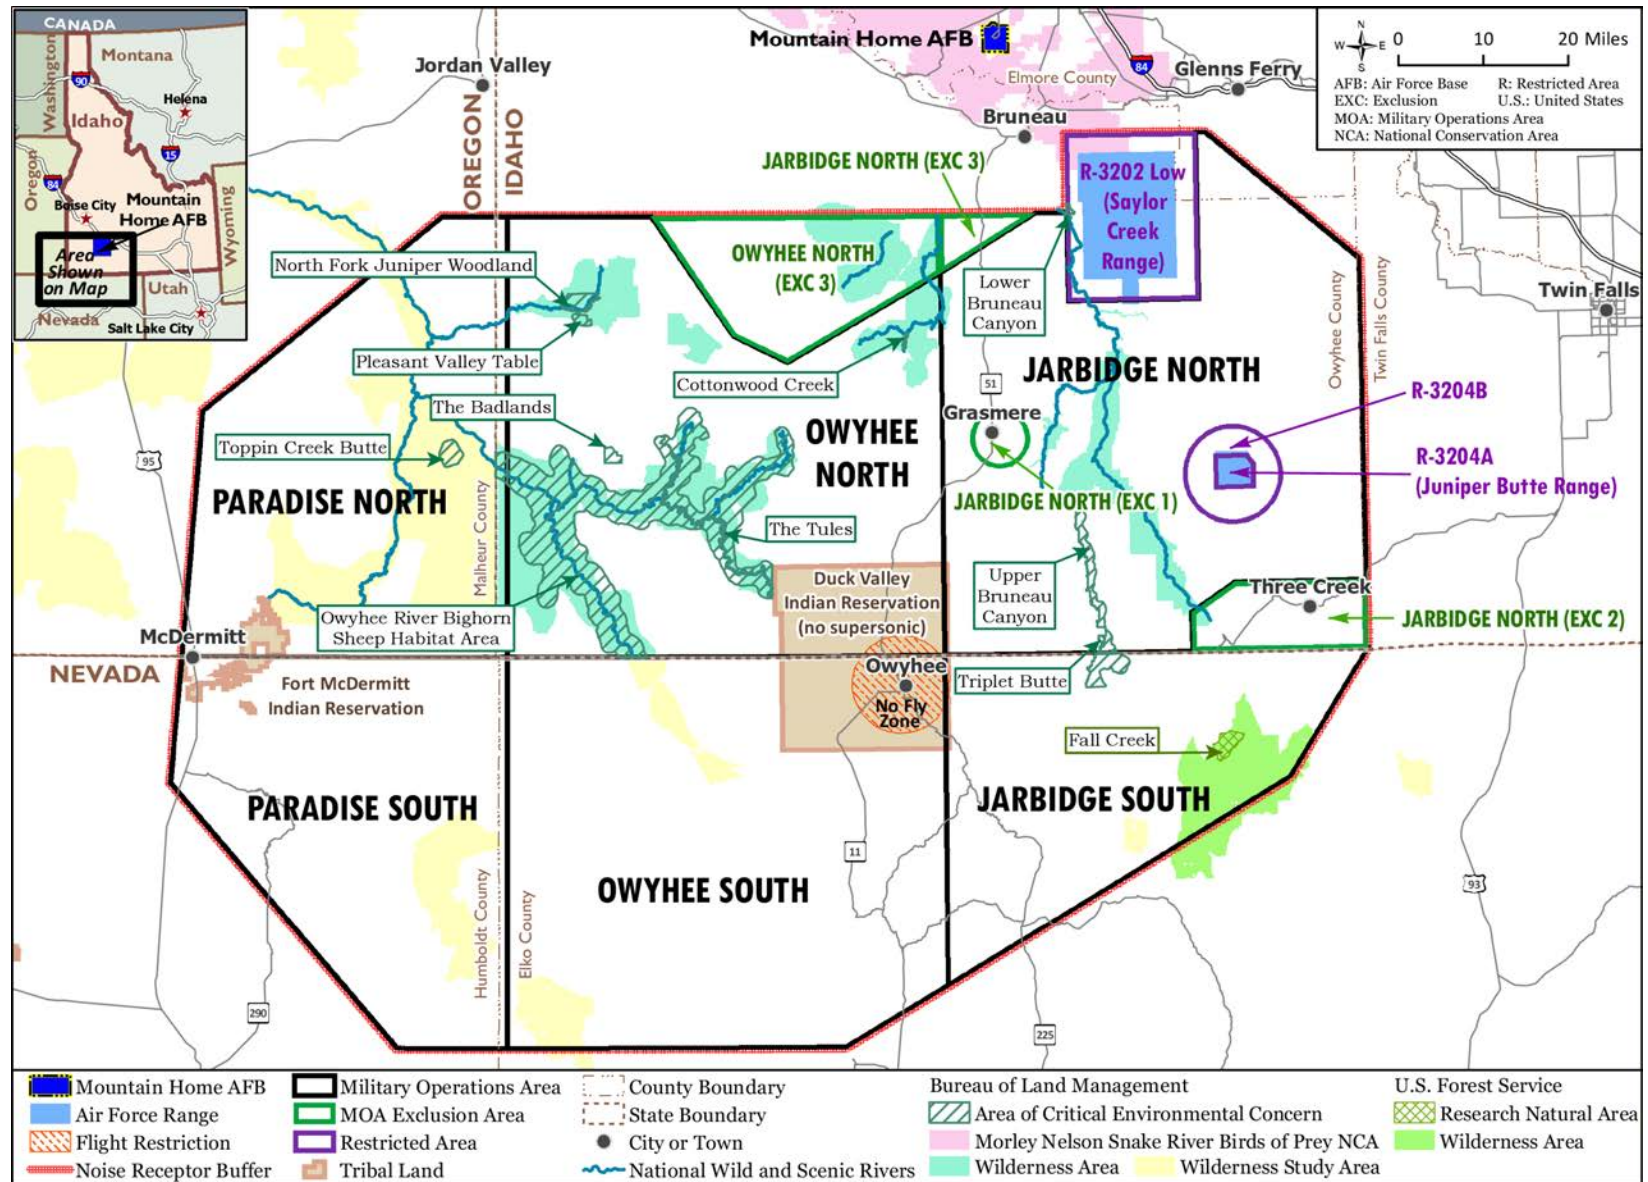 CANADA
Washington
Montana
90
Helena
Idaho
15
Oregon
84
Boise City
Mountain
Home AFB
Wyoming
Area
Shown
on Map
Utah
Nevada
Salt Lake City
Jordan Valley
OREGON
IDAHO
Mountain Home AFB
Elmore County
84
Glenns Ferry
Bruneau
N
W
E
S
0
10
20 Miles
AFB: Air Force Base
R: Restricted Area
EXC: Exclusion
U.S.: United States
MOA: Military Operations Area
NCA: National Conservation Area
JARBIDGE NORTH (EXC 3)
R-3202 Low
(Saylor
Creek
Range)
OWYHEE NORTH
(EXC 3)
North Fork Juniper Woodland
Lower
Bruneau
Canyon
Owyhee County
Twin Falls County
Twin Falls
Pleasant Valley Table
Cottonwood Creek
51
JARBIDGE NORTH
R-3204B
The Badlands
Grasmere
Toppin Creek Butte
95
OWYHEE
NORTH
R-3204A
(Juniper Butte Range)
PARADISE NORTH
JARBIDGE NORTH (EXC 1)
The Tules
Malheur County
Duck Valley
Indian Reservation
(no supersonic)
Upper
Bruneau
Canyon
Three Creek
Owyhee River Bighorn
Sheep Habitat Area
JARBIDGE NORTH (EXC 2)
McDermitt
NEVADA
Owyhee
No Fly
Zone
Triplet Butte
Fort McDermitt
Indian Reservation
Fall Creek
PARADISE SOUTH
JARBIDGE SOUTH
11
OWYHEE SOUTH
93
Humboldt County
Elko County
290
225
Mountain Home AFB
Air Force Range
Flight Restriction
Noise Receptor Buffer
Military Operations Area
MOA Exclusion Area
Restricted Area
Tribal Land
County Boundary
State Boundary
City or Town
National Wild and Scenic Rivers
Bureau of Land Management
Area of Critical Environmental Concern
Morley Nelson Snake River Birds of Prey NCA
Wilderness Area
Wilderness Study Area
U.S. Forest Service
Research Natural Area
Wilderness Area